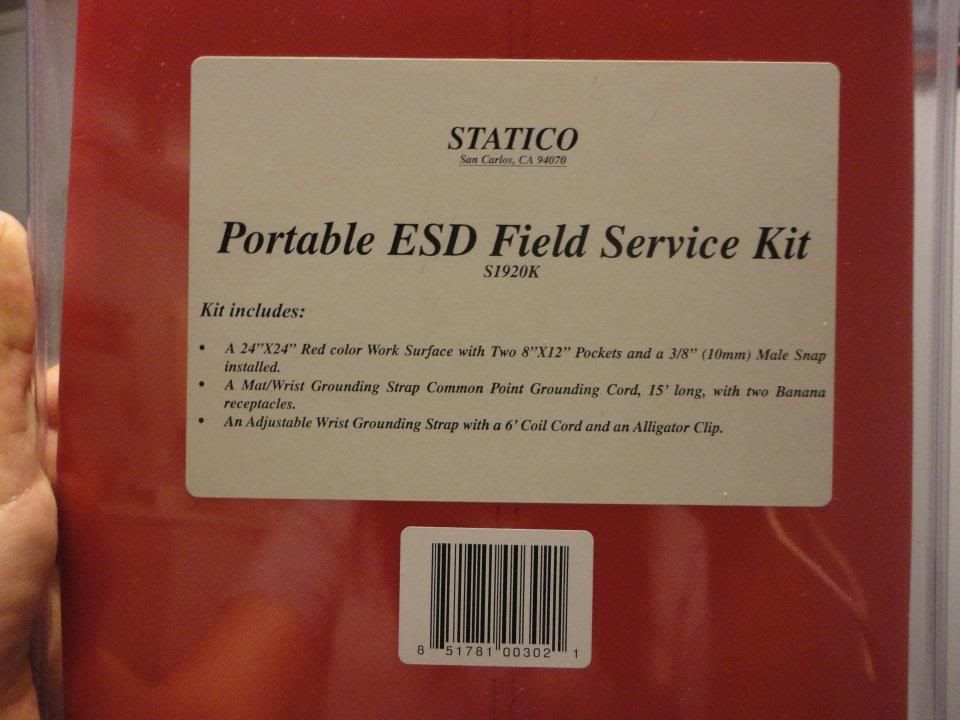 STATICO
San Carlos, CA 94070
Portable ESD Field Service Kit
S1920K
Kit includes:
• A 24”X24” Red color Work Surface with Two 8”X12” Pockets and a 3/8” (10mm) Male Snap
installed.
• A Mat/Wrist Grounding Strap Common Point Grounding Cord, 15’ long, with two Banana
receptacles.
• An Adjustable Wrist Grounding Strap with a 6’ Coil Cord and an Alligator Clip.
8 51781 00302 1